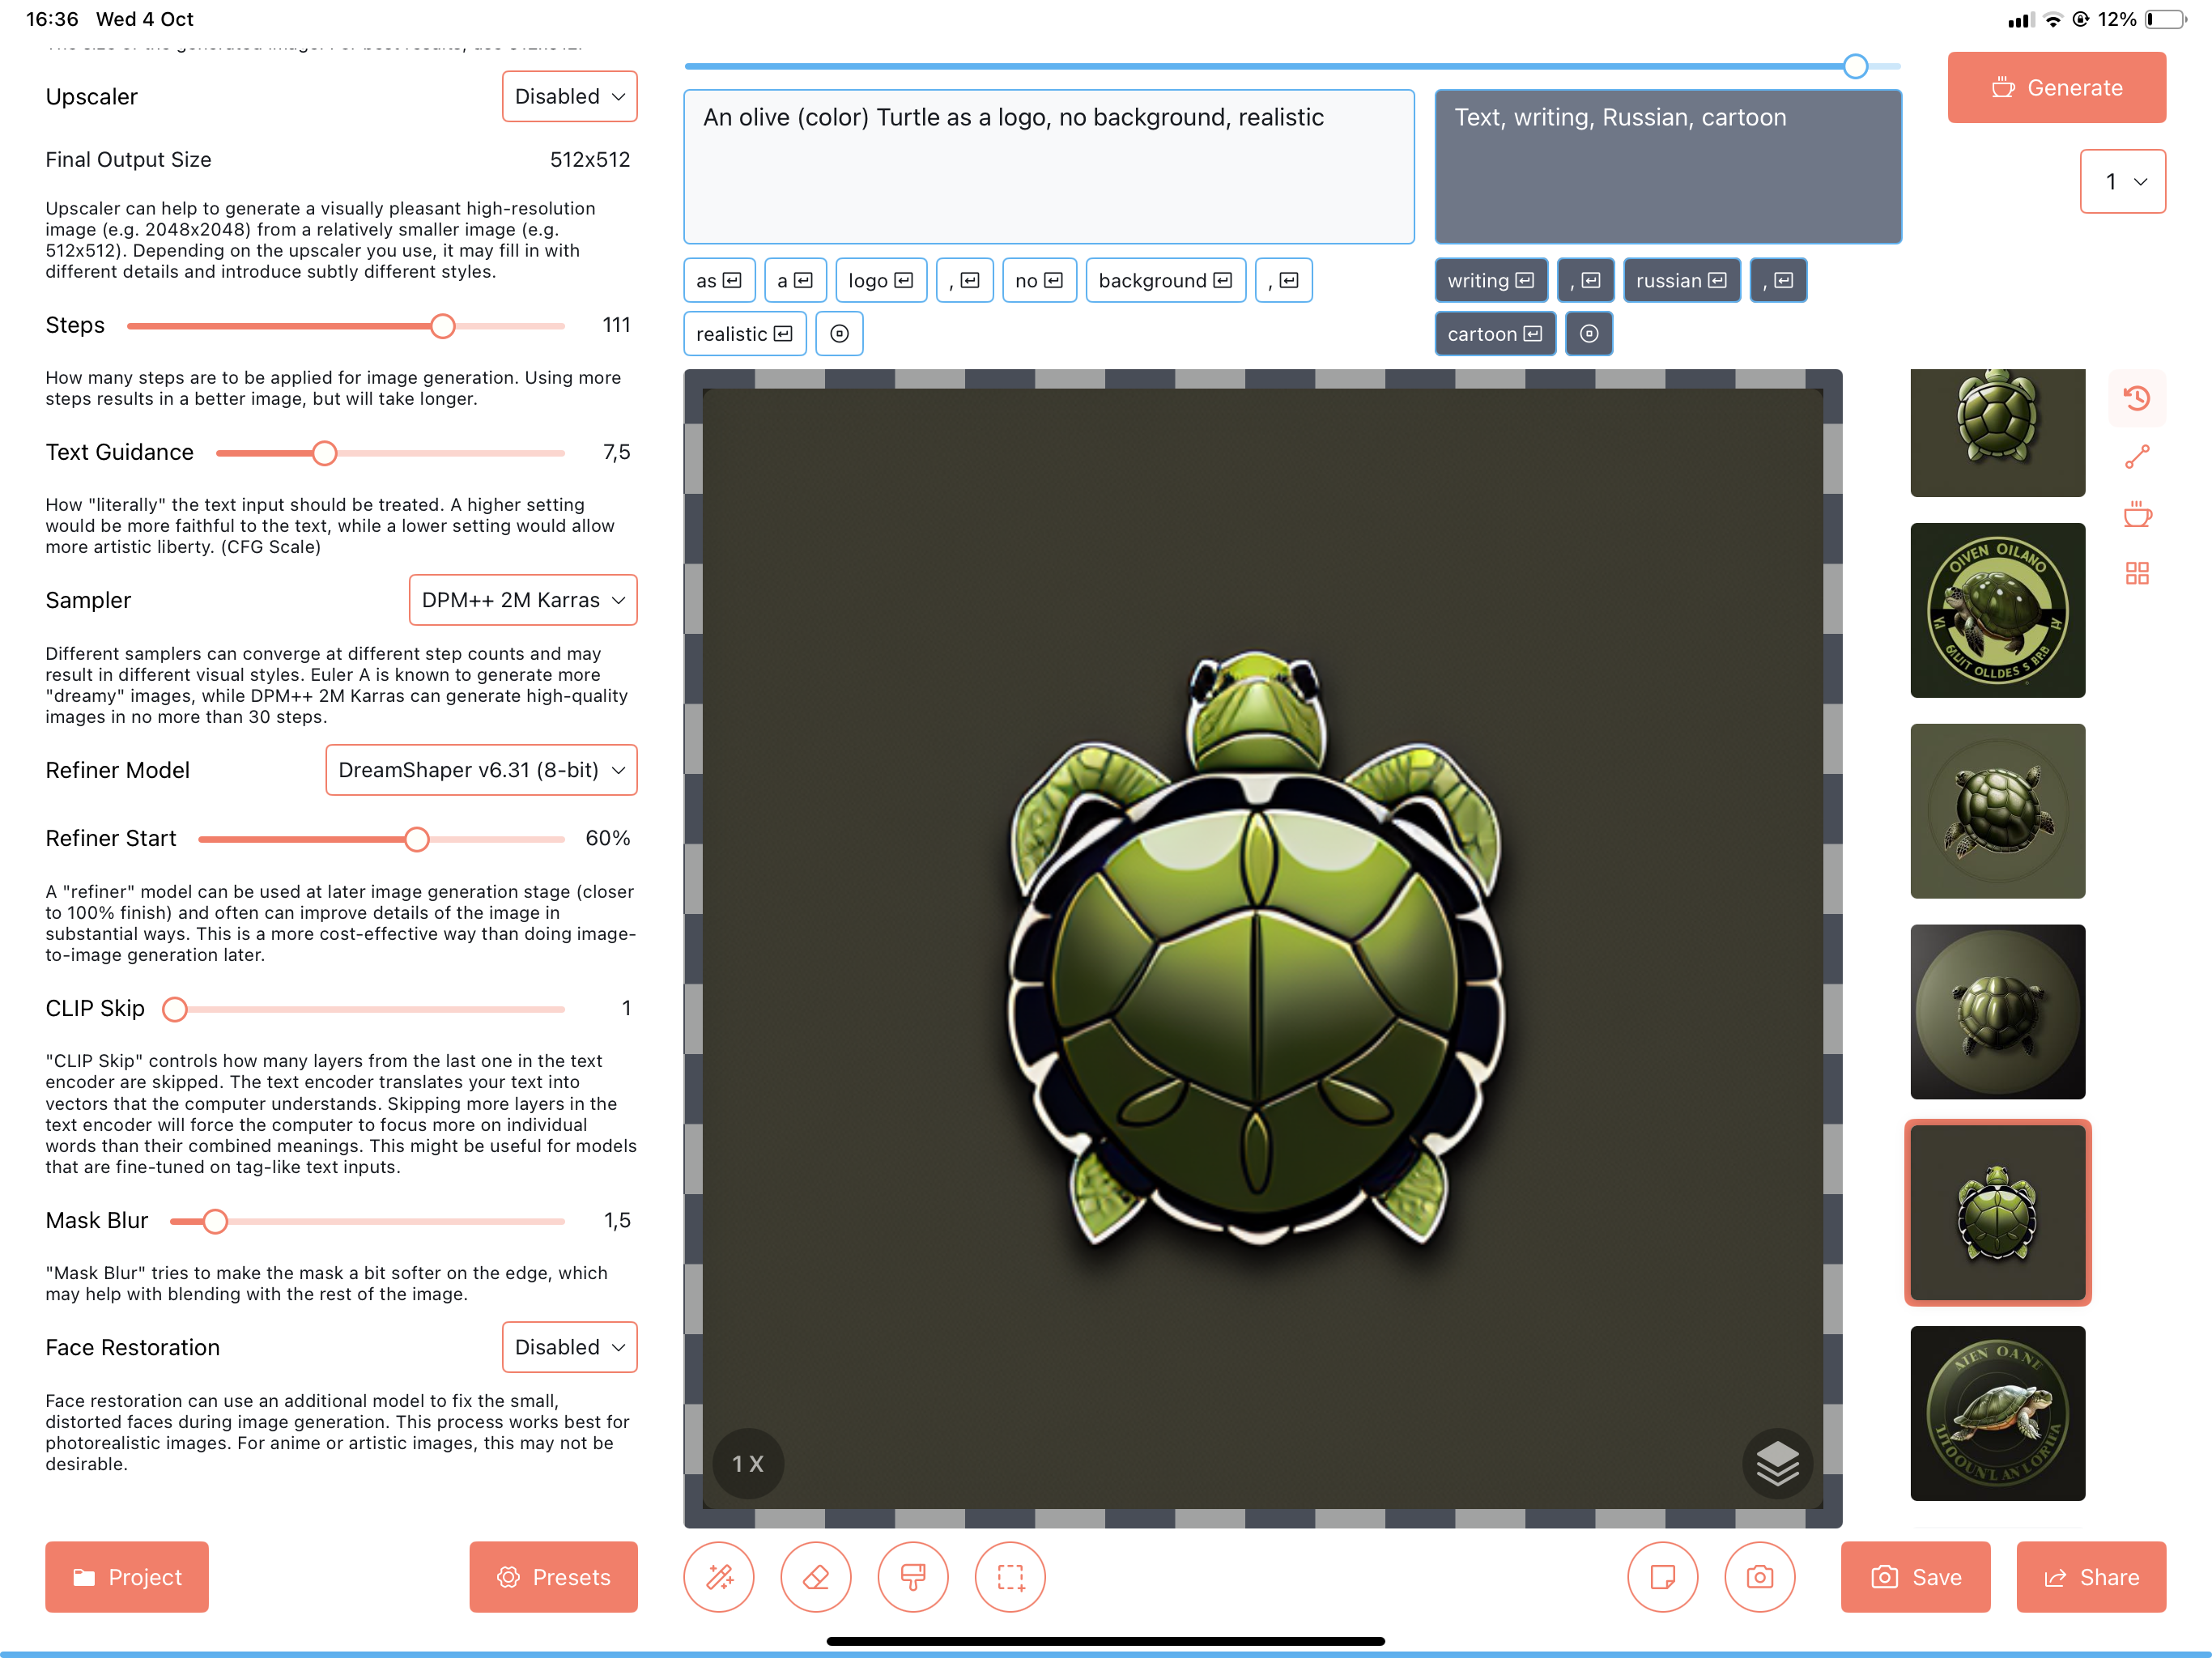 16:36 Wed 4 Oct
12%
Upscaler
Disabled
Final Output Size
512x512
Upscaler can help to generate a visually pleasant high-resolution
image (e.g. 2048x2048) from a relatively smaller image (e.g.
512x512). Depending on the upscaler you use, it may fill in with
different details and introduce subtly different styles.
Steps
111
How many steps are to be applied for image generation. Using more
steps results in a better image, but will take longer.
Text Guidance
7,5
How "literally" the text input should be treated. A higher setting
would be more faithful to the text, while a lower setting would allow
more artistic liberty. (CFG Scale)
Sampler
DPM++ 2M Karras
Different samplers can converge at different step counts and may
result in different visual styles. Euler A is known to generate more
"dreamy" images, while DPM++ 2M Karras can generate high-quality
images in no more than 30 steps.
Refiner Model
DreamShaper v6.31 (8-bit)
Refiner Start
60%
A "refiner" model can be used at later image generation stage (closer
to 100% finish) and often can improve details of the image in
substantial ways. This is a more cost-effective way than doing image-
to-image generation later.
CLIP Skip
1
"CLIP Skip" controls how many layers from the last one in the text
encoder are skipped. The text encoder translates your text into
vectors that the computer understands. Skipping more layers in the
text encoder will force the computer to focus more on individual
words than their combined meanings. This might be useful for models
that are fine-tuned on tag-like text inputs.
Mask Blur
1,5
"Mask Blur" tries to make the mask a bit softer on the edge, which
may help with blending with the rest of the image.
Face Restoration
Disabled
Face restoration can use an additional model to fix the small,
distorted faces during image generation. This process works best for
photorealistic images. For anime or artistic images, this may not be
desirable.
Project
Presets
An olive (color) Turtle as a logo, no background, realistic
as a logo , no background ,
realistic
Text, writing, Russian, cartoon
writing , russian ,
cartoon
Generate
1
OIVEN OILANO
1 X
Save
Share